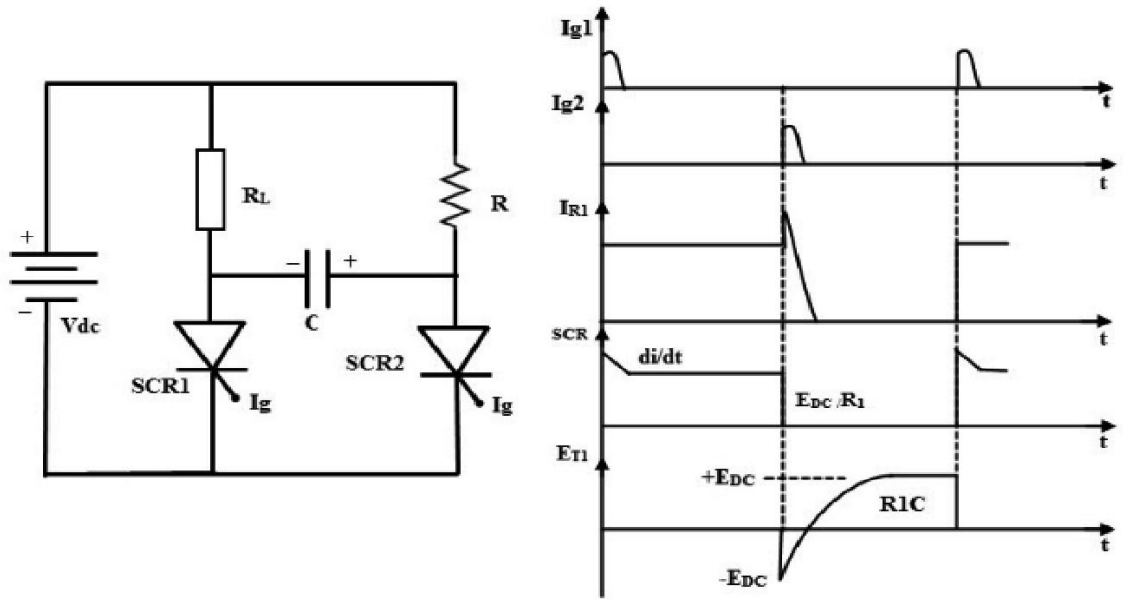 +
−
Vdc
RL
R
− +
C
SCR1
Ig
SCR2
Ig
Ig1
t
Ig2
t
IR1
t
SCR
di/dt
EDC /R1
t
ET1
+EDC
R1C
t
-EDC